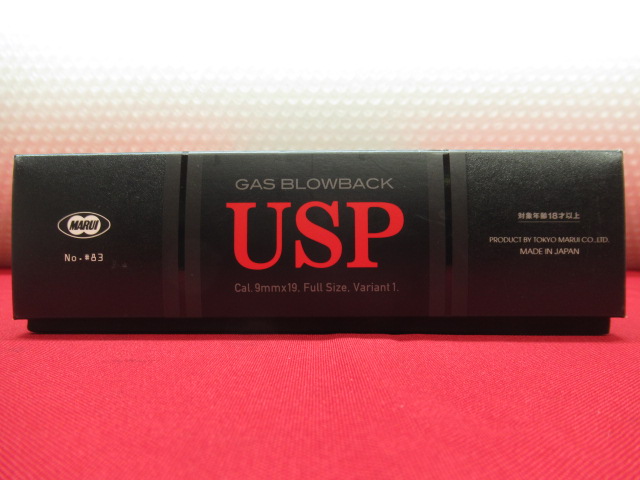 MARUI
No.#83
GAS BLOWBACK
USP
Cal. 9mmx19, Full Size, Variant 1.
対象年齢18才以上
PRODUCT BY TOKYO MARUI CO.,LTD.
MADE IN JAPAN